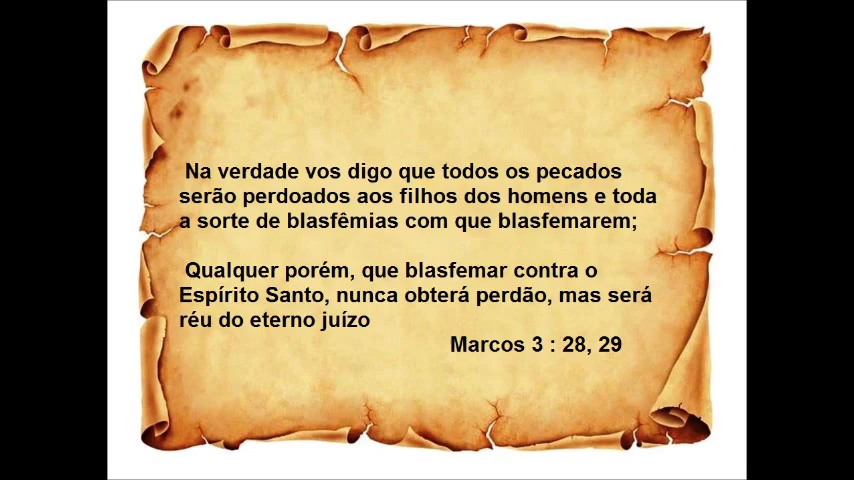 Na verdade vos digo que todos os pecados
serão perdoados aos filhos dos homens e toda
a sorte de blasfêmias com que blasfemarem;
Qualquer porém, que blasfemar contra o
Espírito Santo, nunca obterá perdão, mas será
réu do eterno juízo
Marcos 3 : 28, 29